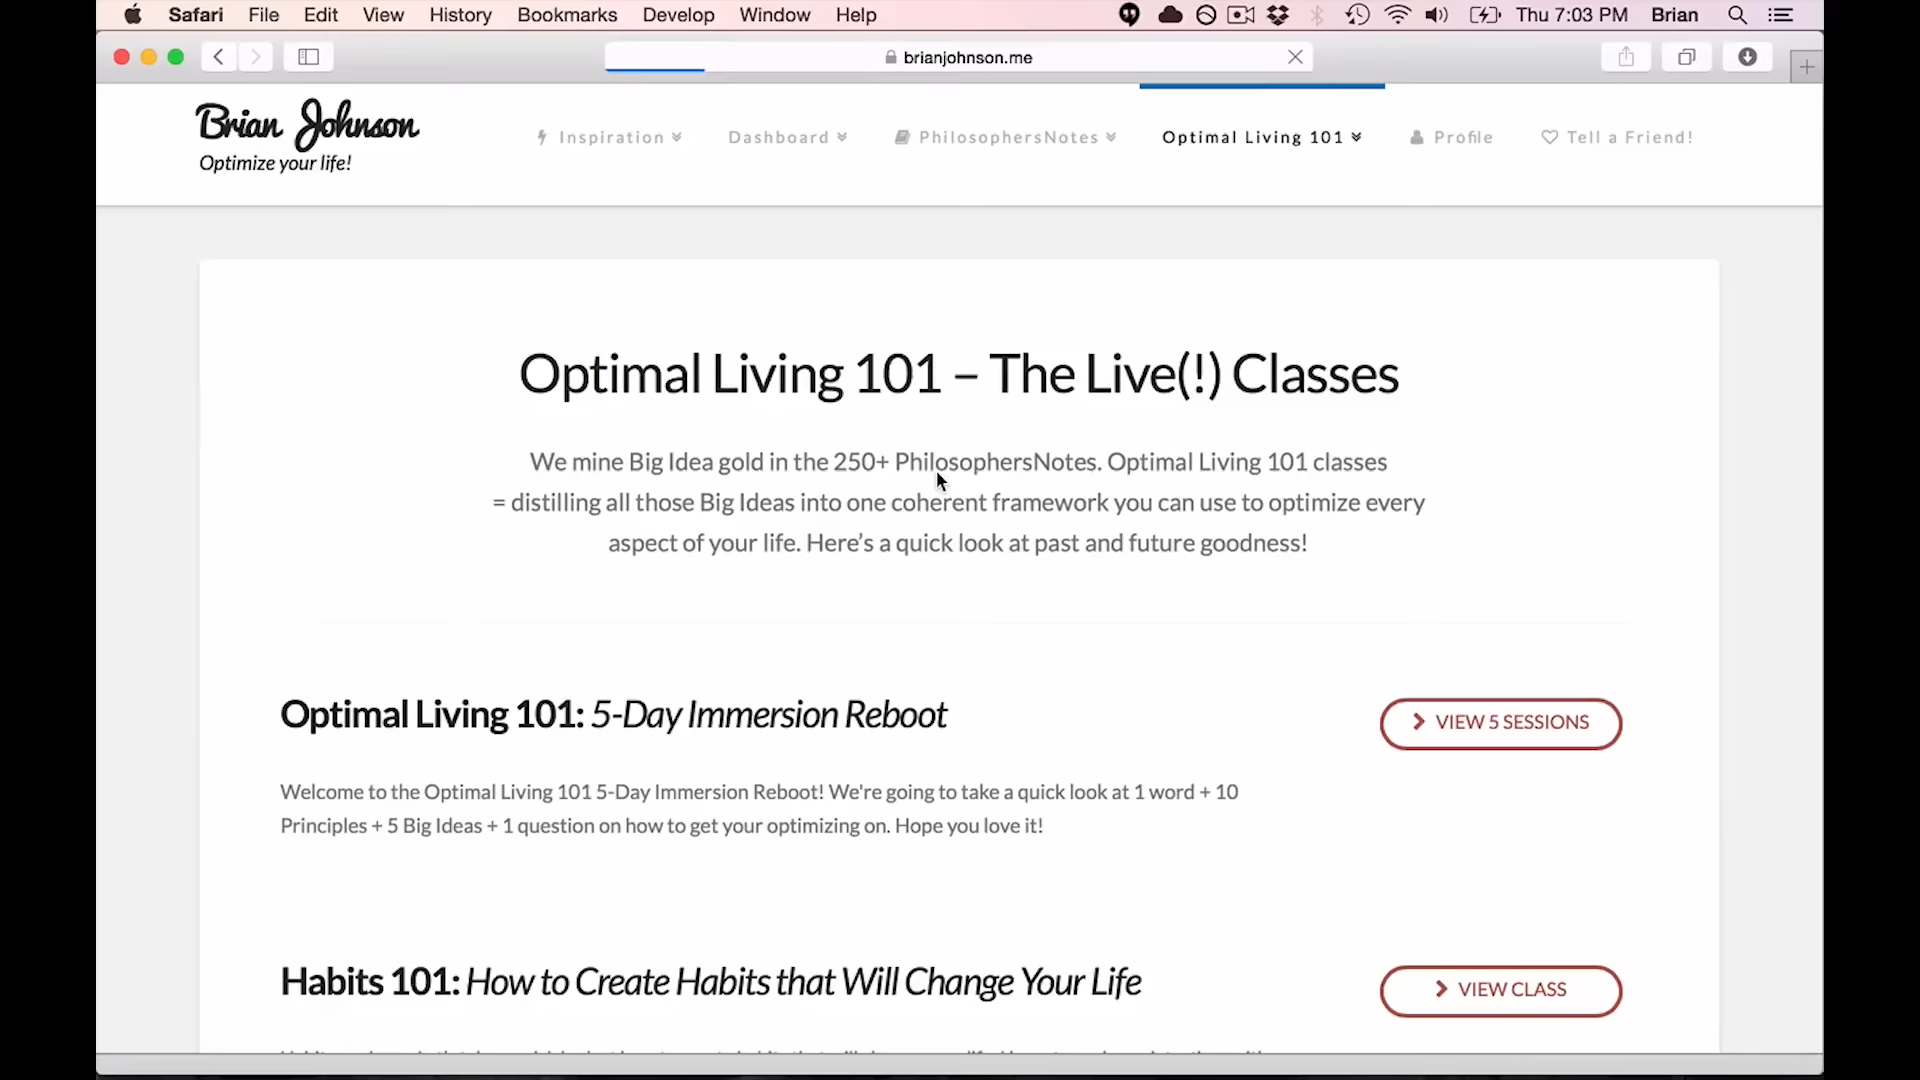 Safari File Edit View History Bookmarks Develop Window Help Thu 7:03 PM Brian
brianjohnson.me
Brian Johnson
Optimize your life!
Inspiration Dashboard PhilosophersNotes Optimal Living 101 Profile Tell a Friend!
Optimal Living 101 – The Live(!) Classes
We mine Big Idea gold in the 250+ PhilosophersNotes. Optimal Living 101 classes
= distilling all those Big Ideas into one coherent framework you can use to optimize every
aspect of your life. Here’s a quick look at past and future goodness!
Optimal Living 101: 5-Day Immersion Reboot
VIEW 5 SESSIONS
Welcome to the Optimal Living 101 5-Day Immersion Reboot! We're going to take a quick look at 1 word + 10
Principles + 5 Big Ideas + 1 question on how to get your optimizing on. Hope you love it!
Habits 101: How to Create Habits that Will Change Your Life
VIEW CLASS